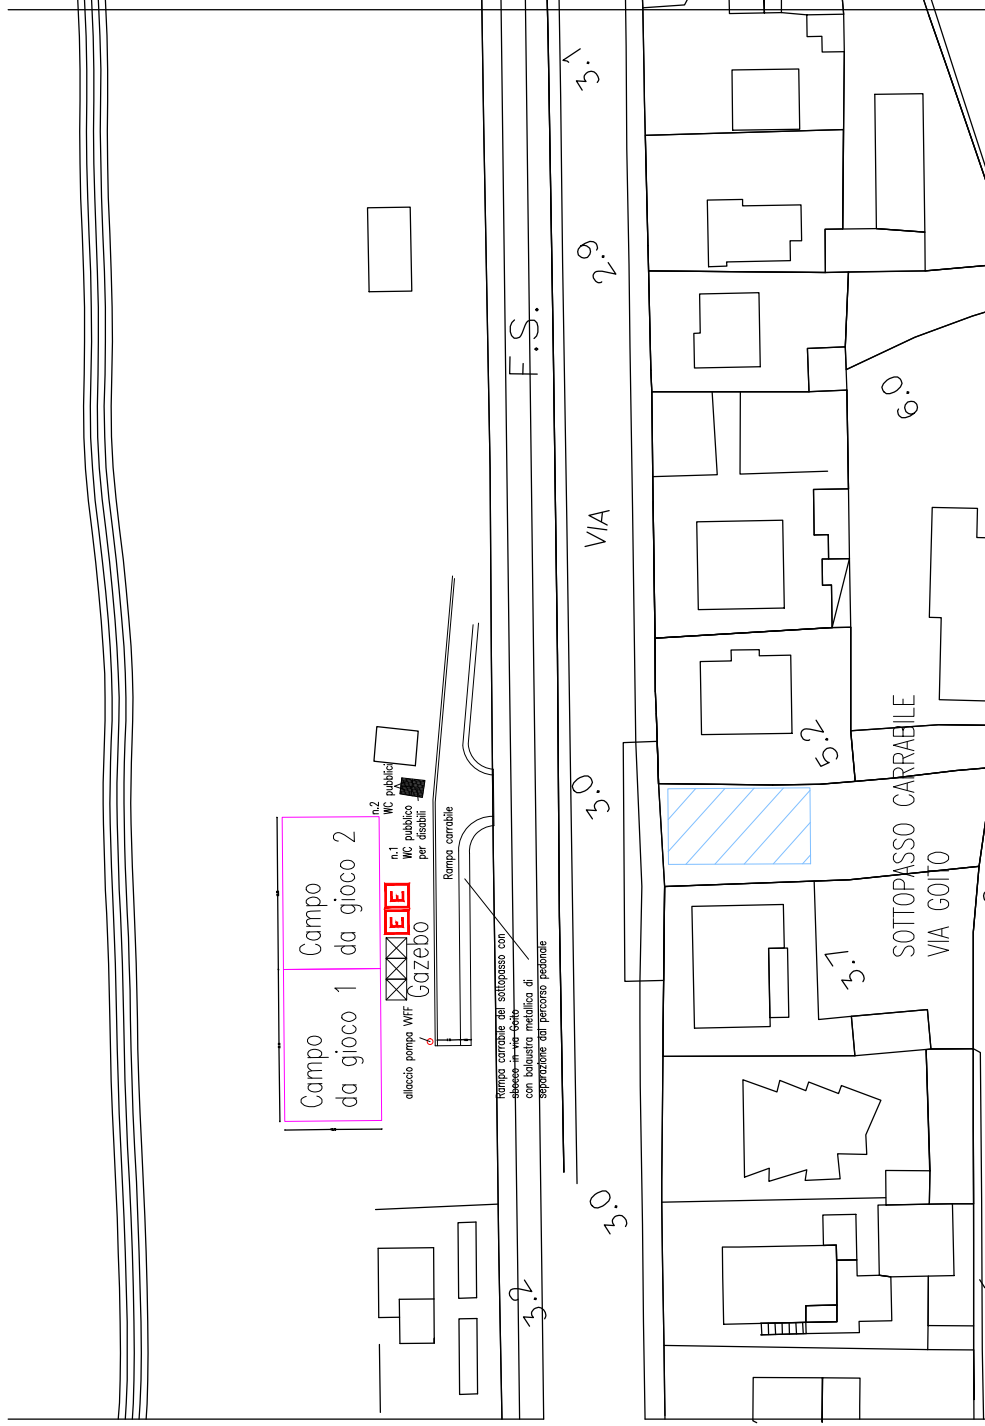 3.1
2.9
F.S.
6.0
VIA
5.2
SOTTOPASSO CARRABILE
VIA GOITO
3.0
n.2
WC pubblici
n.1
WC pubblico
per disabili
Rampa carrabile
Campo
da gioco 2
E E
Gazebo
Campo
da gioco 1
allaccio pompa VVFF
Rampa carrabile del sottopasso con
sbocco in via Goito
con balaustra metallica di
separazione dal percorso pedonale
3.1
3.0
3.2